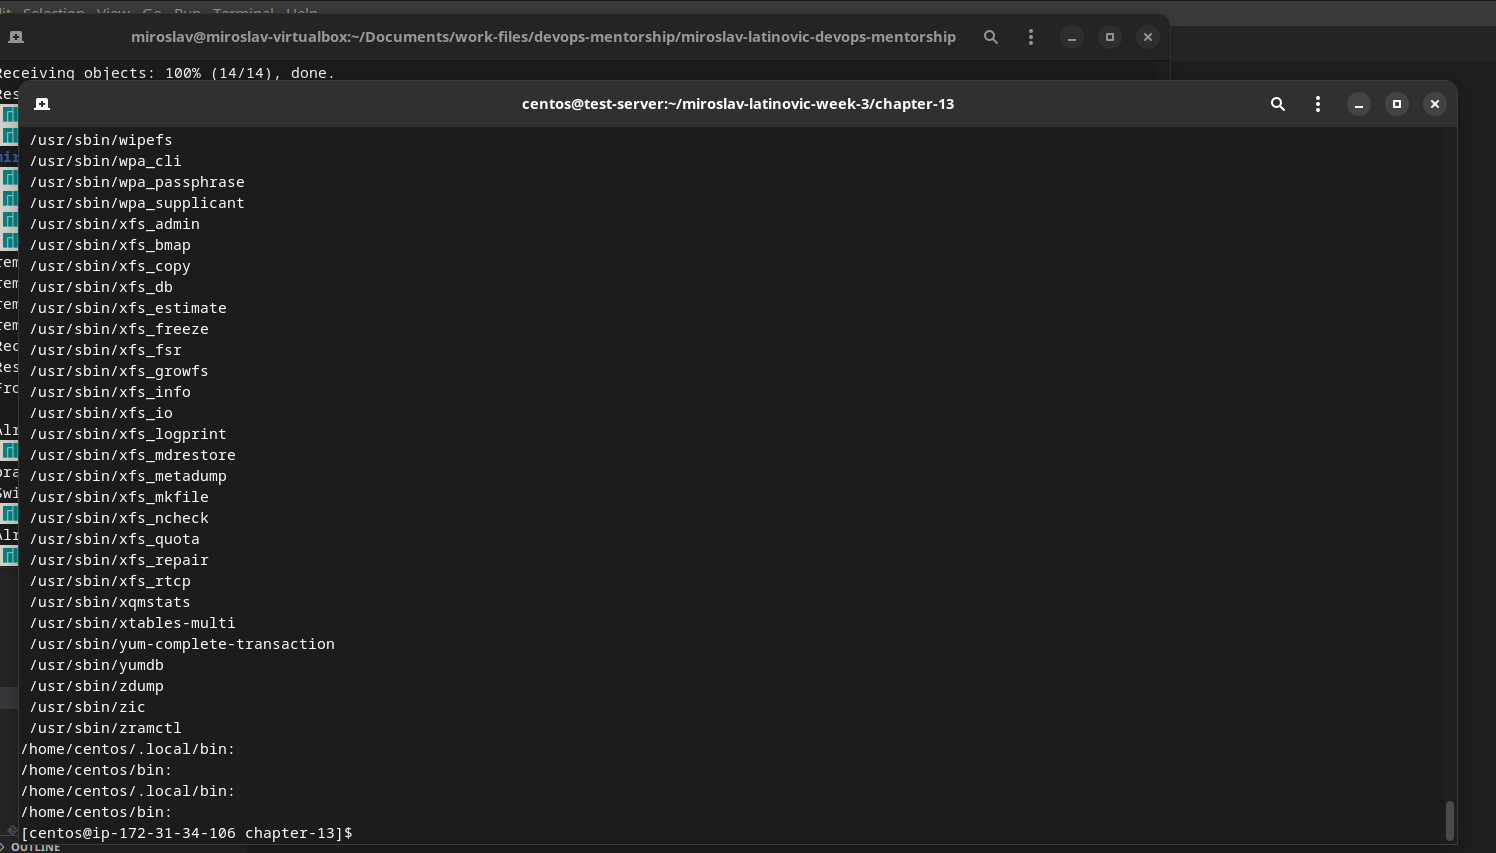 Selection View Go Run Terminal Help
miroslav@miroslav-virtualbox:~/Documents/work-files/devops-mentorship/miroslav-latinovic-devops-mentorship
Receiving objects: 100% (14/14), done.
centos@test-server:~/miroslav-latinovic-week-3/chapter-13
/usr/sbin/wipefs
/usr/sbin/wpa_cli
/usr/sbin/wpa_passphrase
/usr/sbin/wpa_supplicant
/usr/sbin/xfs_admin
/usr/sbin/xfs_bmap
/usr/sbin/xfs_copy
/usr/sbin/xfs_db
/usr/sbin/xfs_estimate
/usr/sbin/xfs_freeze
/usr/sbin/xfs_fsr
/usr/sbin/xfs_growfs
/usr/sbin/xfs_info
/usr/sbin/xfs_io
/usr/sbin/xfs_logprint
/usr/sbin/xfs_mdrestore
/usr/sbin/xfs_metadump
/usr/sbin/xfs_mkfile
/usr/sbin/xfs_ncheck
/usr/sbin/xfs_quota
/usr/sbin/xfs_repair
/usr/sbin/xfs_rtcp
/usr/sbin/xqmstats
/usr/sbin/xtables-multi
/usr/sbin/yum-complete-transaction
/usr/sbin/yumdb
/usr/sbin/zdump
/usr/sbin/zic
/usr/sbin/zramctl
/home/centos/.local/bin:
/home/centos/bin:
/home/centos/.local/bin:
/home/centos/bin:
[centos@ip-172-31-34-106 chapter-13]$
OUTLINE